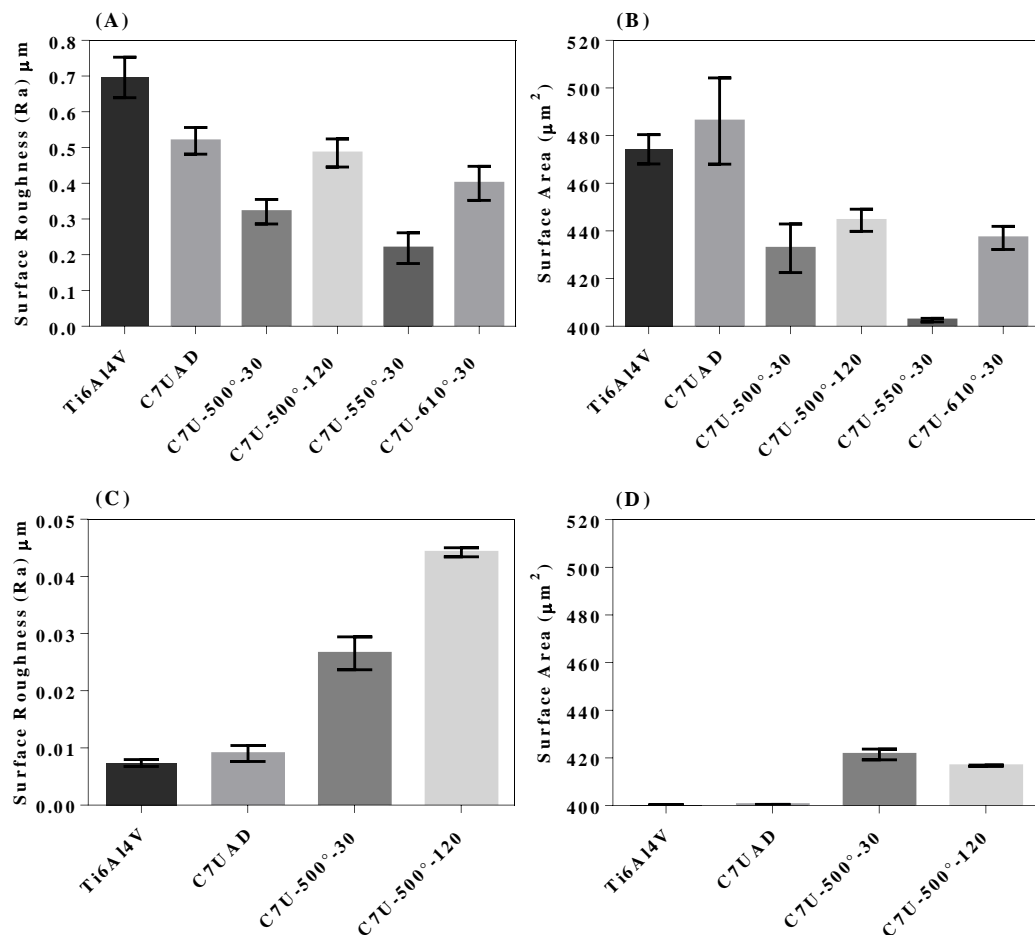 (A)
Surface Roughness (Ra) μm
0.8
0.7
0.6
0.5
0.4
0.3
0.2
0.1
0.0
Ti6Al4V
C7UAD
C7U-500°-30
C7U-500°-120
C7U-550°-30
C7U-610°-30
(B)
Surface Area (μm²)
520
500
480
460
440
420
400
Ti6Al4V
C7UAD
C7U-500°-30
C7U-500°-120
C7U-550°-30
C7U-610°-30
(C)
Surface Roughness (Ra) μm
0.05
0.04
0.03
0.02
0.01
0.00
Ti6Al4V
C7UAD
C7U-500°-30
C7U-500°-120
(D)
Surface Area (μm²)
520
500
480
460
440
420
400
Ti6Al4V
C7UAD
C7U-500°-30
C7U-500°-120